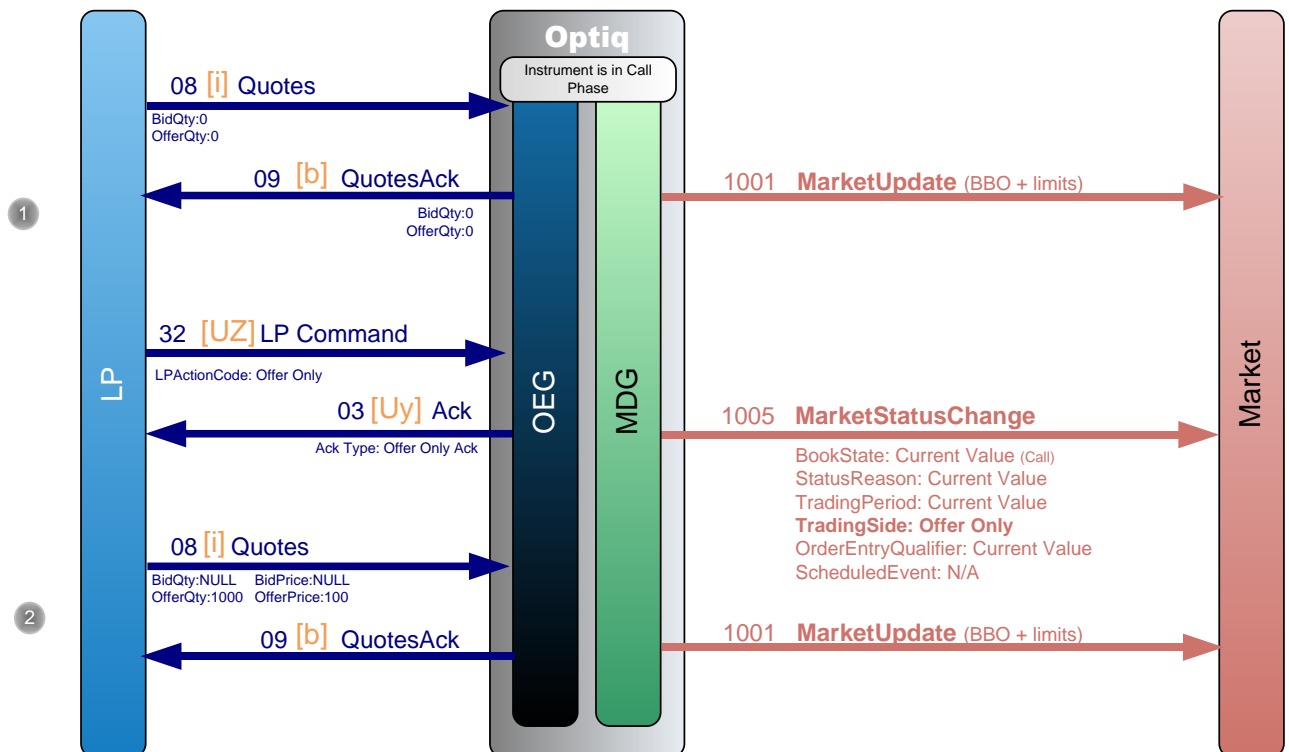 Optiq
Instrument is in Call
Phase
08 [i] Quotes
BidQty:0
OfferQty:0
09 [b] QuotesAck
BidQty:0
OfferQty:0
1001 MarketUpdate (BBO + limits)
1
32 [UZ] LP Command
LPActionCode: Offer Only
LP
OEG
MDG
Market
03 [Uy] Ack
Ack Type: Offer Only Ack
1005 MarketStatusChange
BookState: Current Value (Call)
StatusReason: Current Value
TradingPeriod: Current Value
TradingSide: Offer Only
OrderEntryQualifier: Current Value
ScheduledEvent: N/A
08 [i] Quotes
BidQty:NULL BidPrice:NULL
OfferQty:1000 OfferPrice:100
2
09 [b] QuotesAck
1001 MarketUpdate (BBO + limits)